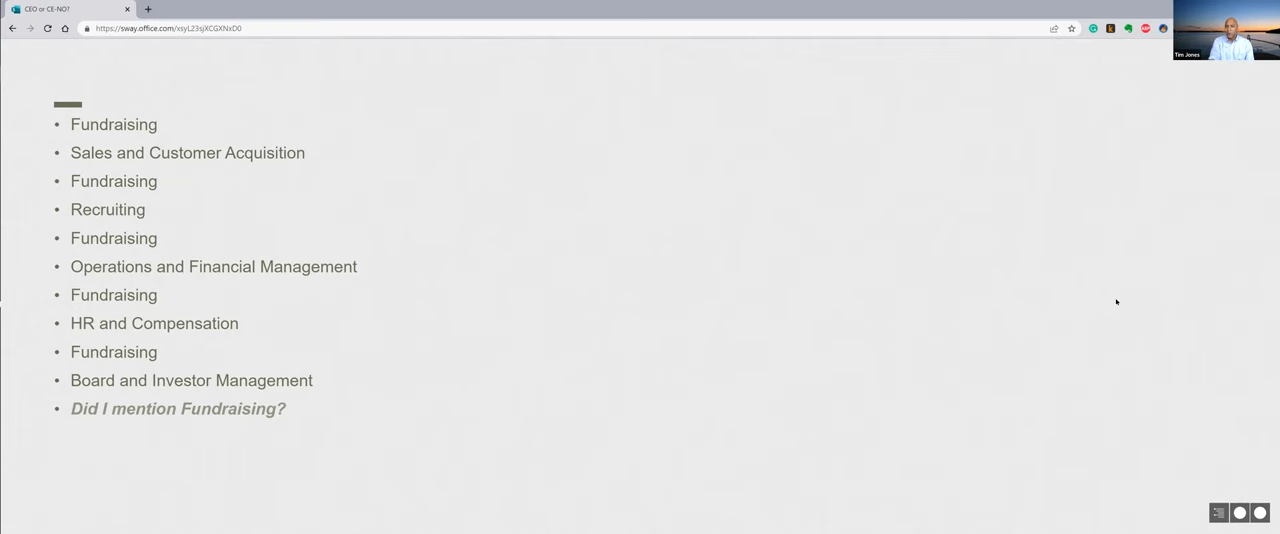 CEO or CE-NO?
https://sway.office.com/xsyL23sjXCGXNxD0
Tim Jones
• Fundraising
• Sales and Customer Acquisition
• Fundraising
• Recruiting
• Fundraising
• Operations and Financial Management
• Fundraising
• HR and Compensation
• Fundraising
• Board and Investor Management
• Did I mention Fundraising?